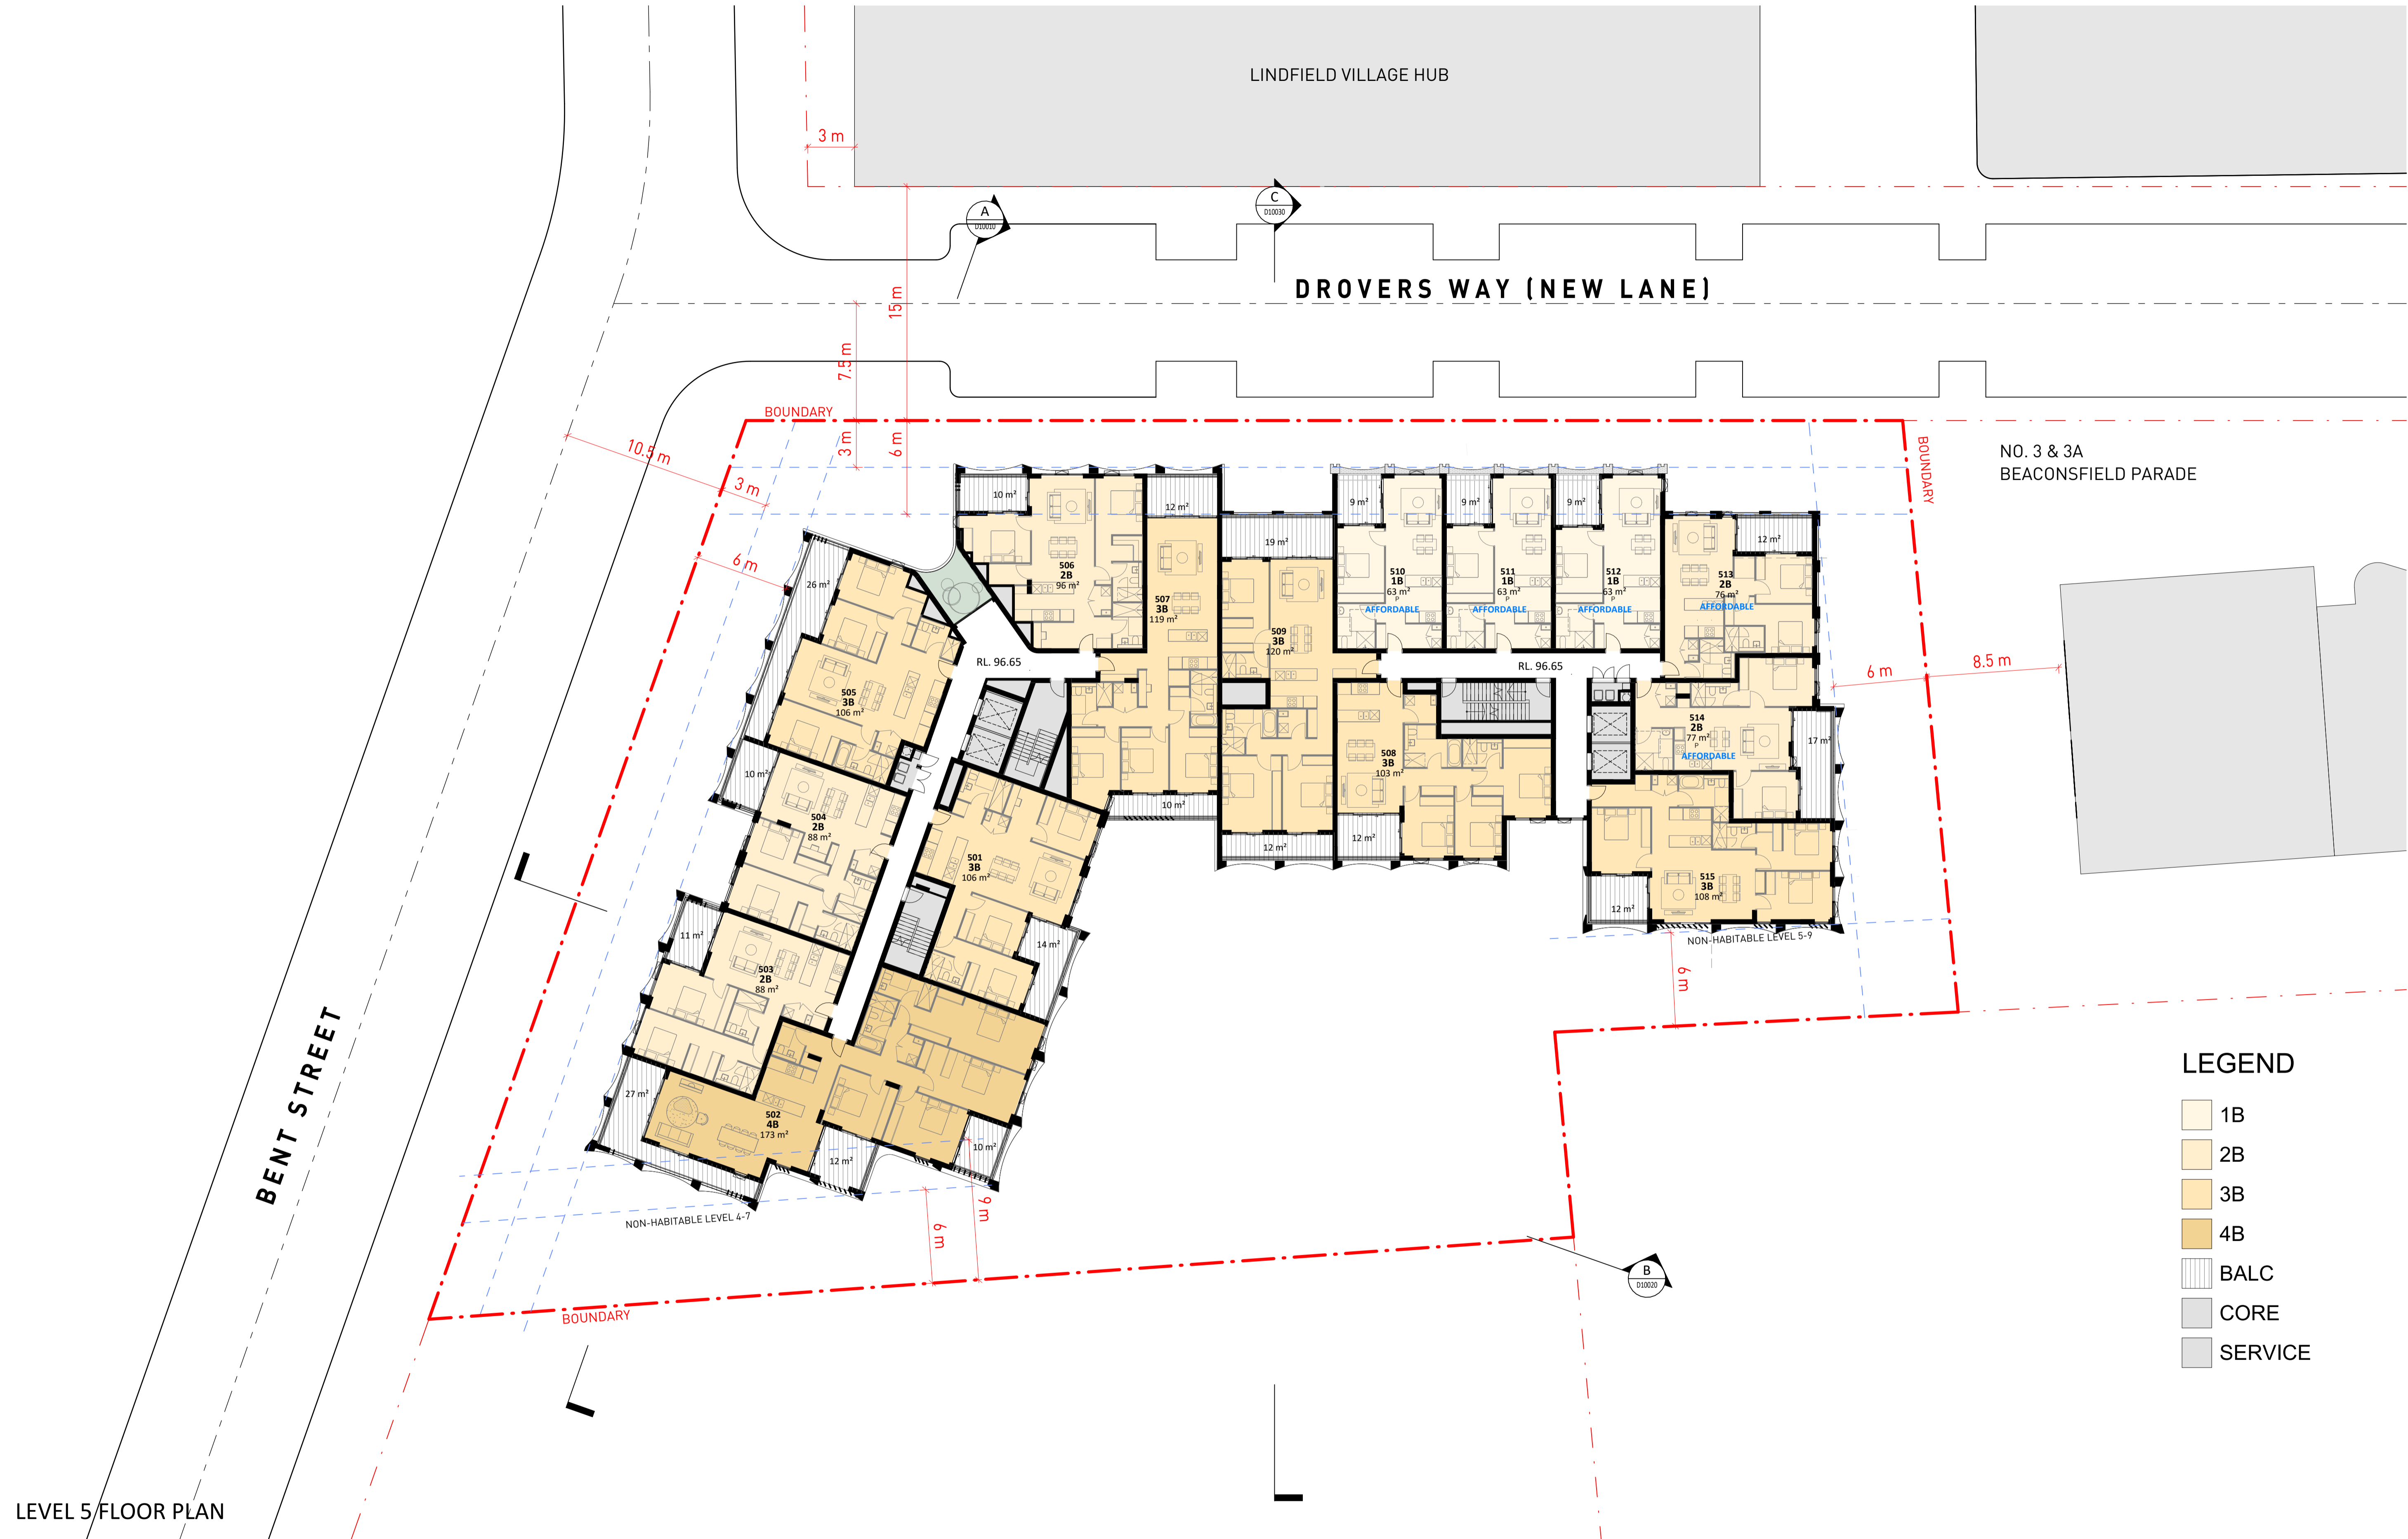 LINDFIELD VILLAGE HUB
3 m
A
D10010
C
D10030
DROVERS WAY (NEW LANE)
15 m
7.5 m
BOUNDARY
3 m
6 m
10.5 m
3 m
6 m
BOUNDARY
NO. 3 & 3A
BEACONSFIELD PARADE
10 m²
12 m²
19 m²
9 m²
9 m²
9 m²
12 m²
26 m²
506
2B
96 m²
507
3B
119 m²
509
3B
120 m²
510
1B
63 m²
P
AFFORDABLE
511
1B
63 m²
P
AFFORDABLE
512
1B
63 m²
P
AFFORDABLE
513
2B
76 m²
AFFORDABLE
RL. 96.65
RL. 96.65
6 m
8.5 m
505
3B
106 m²
514
2B
77 m²
P
AFFORDABLE
17 m²
508
3B
103 m²
10 m²
10 m²
504
2B
88 m²
12 m²
12 m²
501
3B
106 m²
515
3B
108 m²
12 m²
11 m²
14 m²
NON-HABITABLE LEVEL 5-9
6 m
503
2B
88 m²
BENT STREET
27 m²
502
4B
173 m²
12 m²
10 m²
NON-HABITABLE LEVEL 4-7
6 m
9 m
B
D10020
BOUNDARY
LEGEND
1B
2B
3B
4B
BALC
CORE
SERVICE
LEVEL 5 FLOOR PLAN